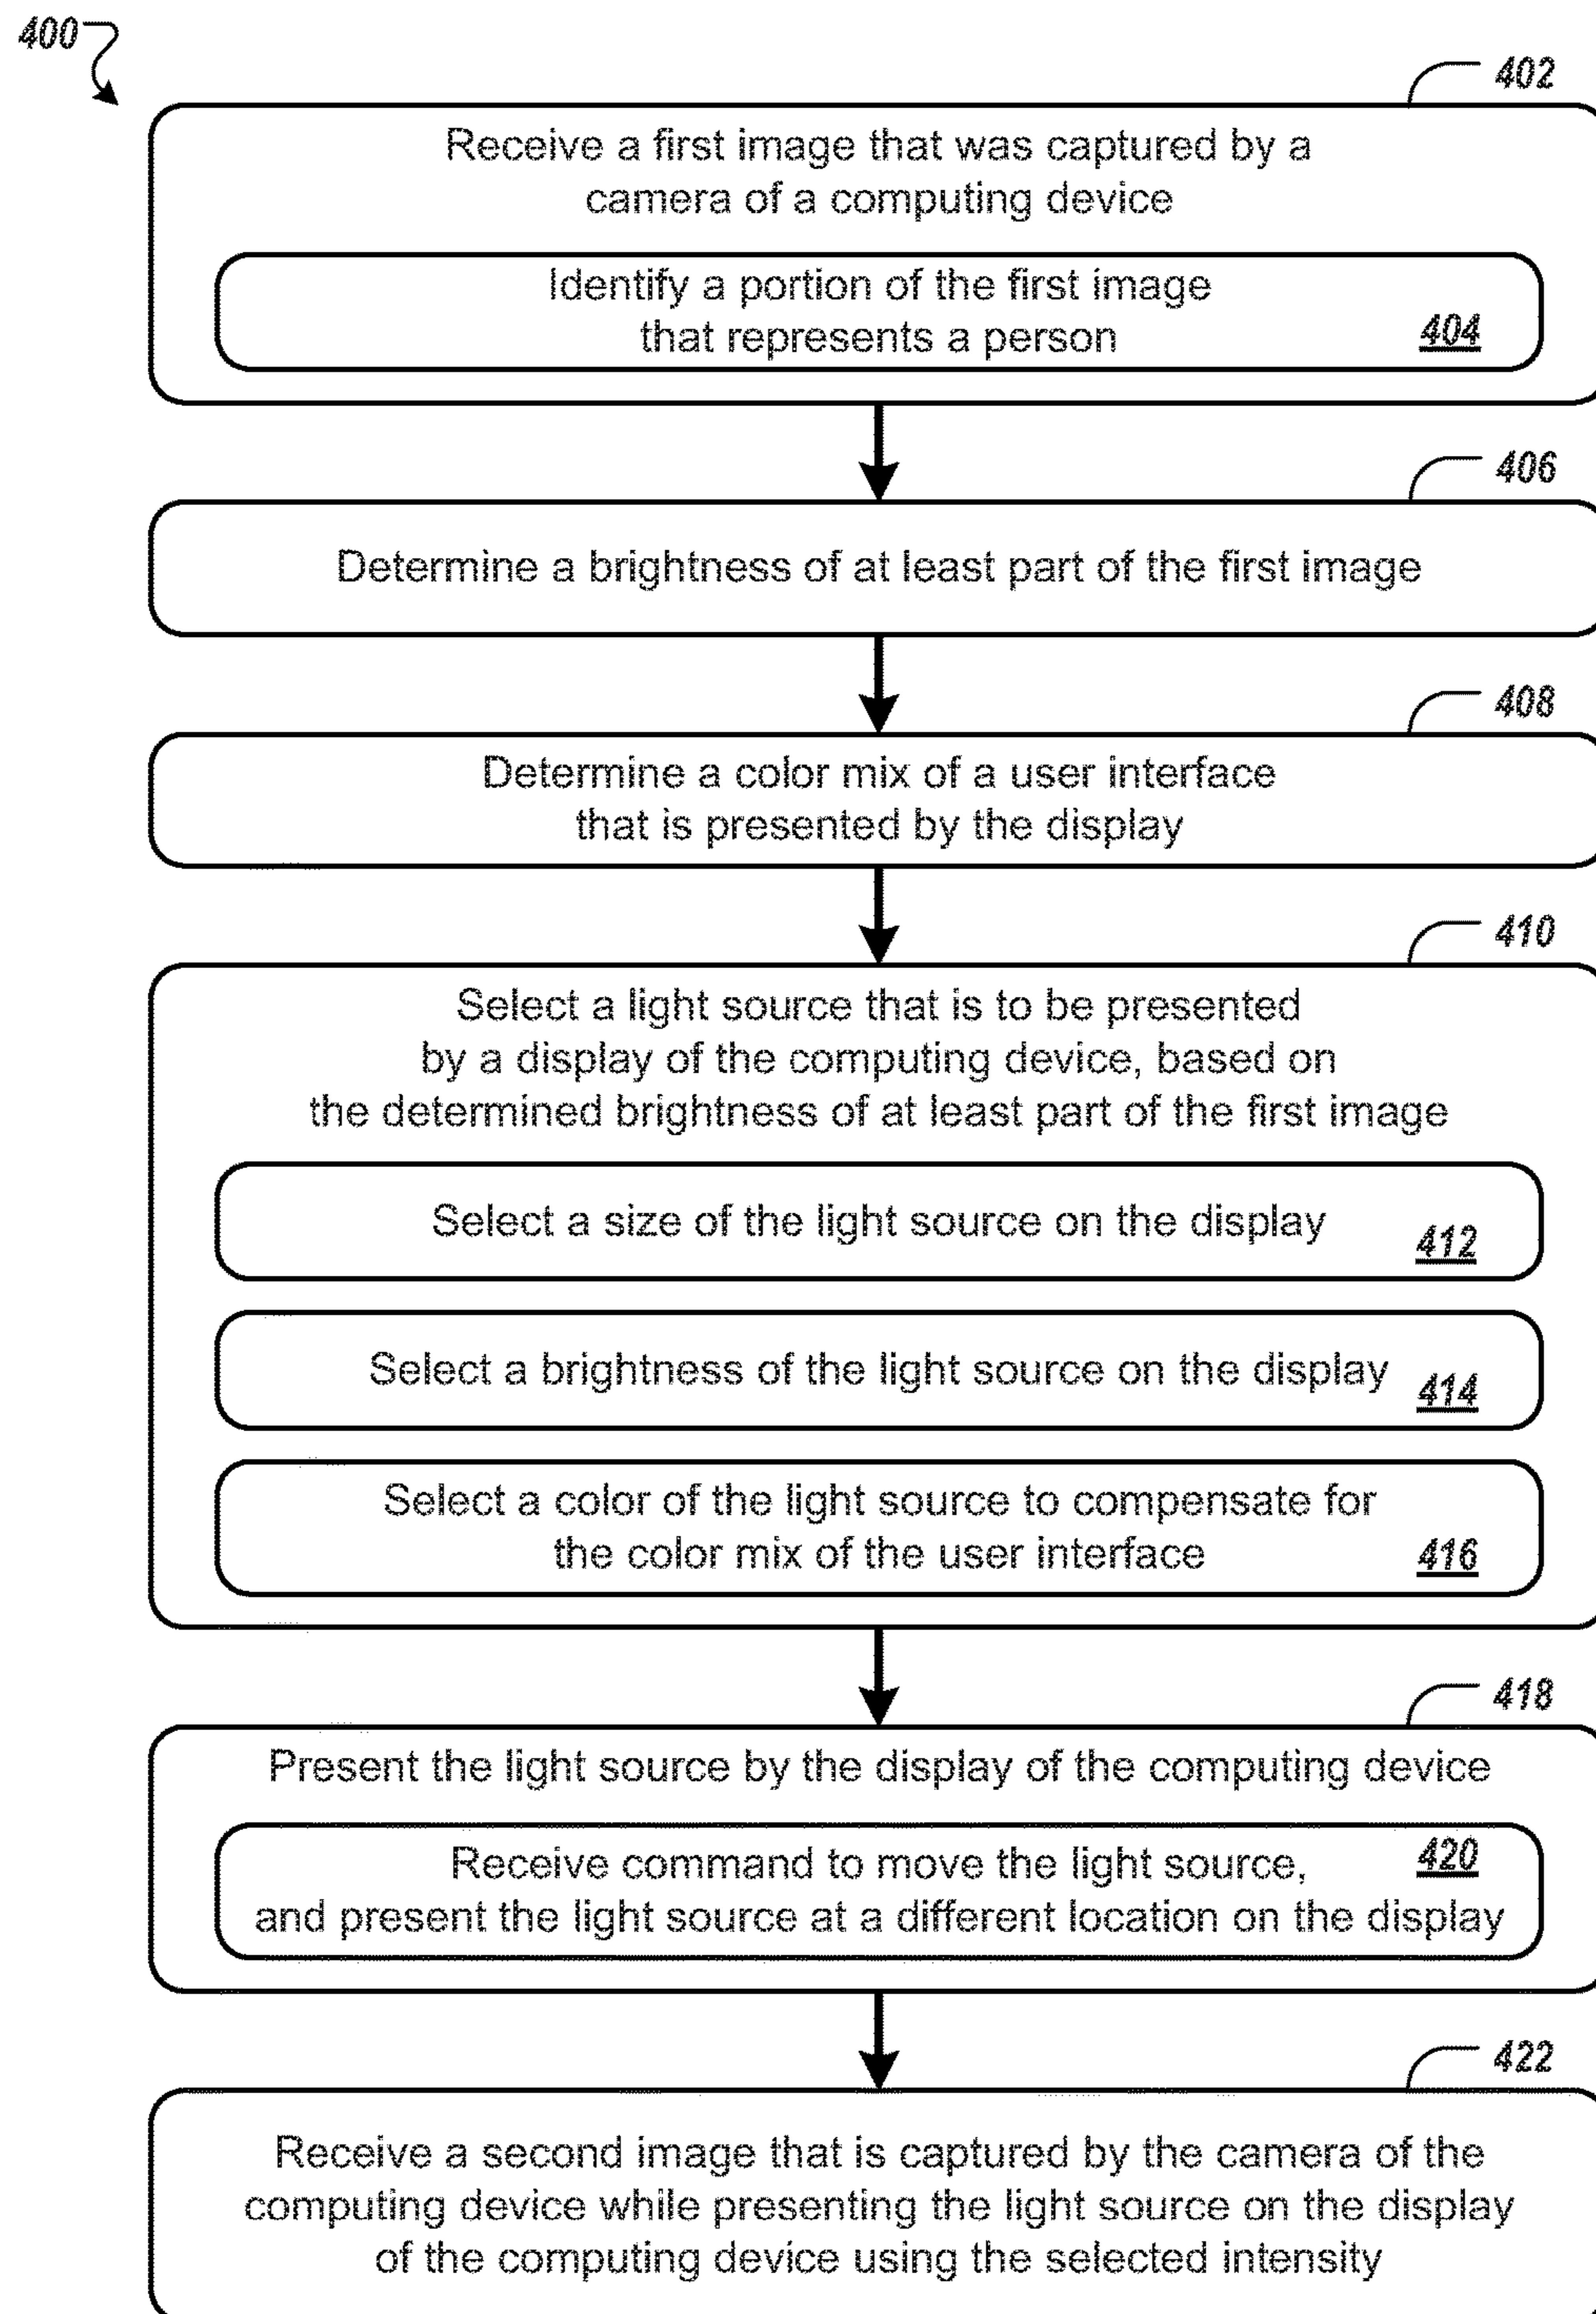 400
402
Receive a first image that was captured by a
camera of a computing device
Identify a portion of the first image
that represents a person
404
406
Determine a brightness of at least part of the first image
408
Determine a color mix of a user interface
that is presented by the display
410
Select a light source that is to be presented
by a display of the computing device, based on
the determined brightness of at least part of the first image
Select a size of the light source on the display
412
Select a brightness of the light source on the display
414
Select a color of the light source to compensate for
the color mix of the user interface
416
418
Present the light source by the display of the computing device
Receive command to move the light source,
420
and present the light source at a different location on the display
422
Receive a second image that is captured by the camera of the
computing device while presenting the light source on the display
of the computing device using the selected intensity